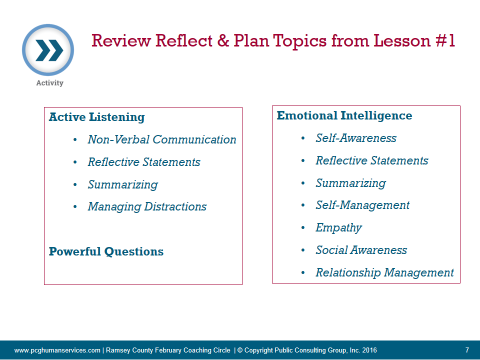 Review Reflect & Plan Topics from Lesson #1
Activity
Active Listening
• Non-Verbal Communication
• Reflective Statements
• Summarizing
• Managing Distractions
Powerful Questions
Emotional Intelligence
• Self-Awareness
• Reflective Statements
• Summarizing
• Self-Management
• Empathy
• Social Awareness
• Relationship Management
www.pcghumanservices.com | Ramsey County February Coaching Circle | © Copyright Public Consulting Group, Inc. 2016
7